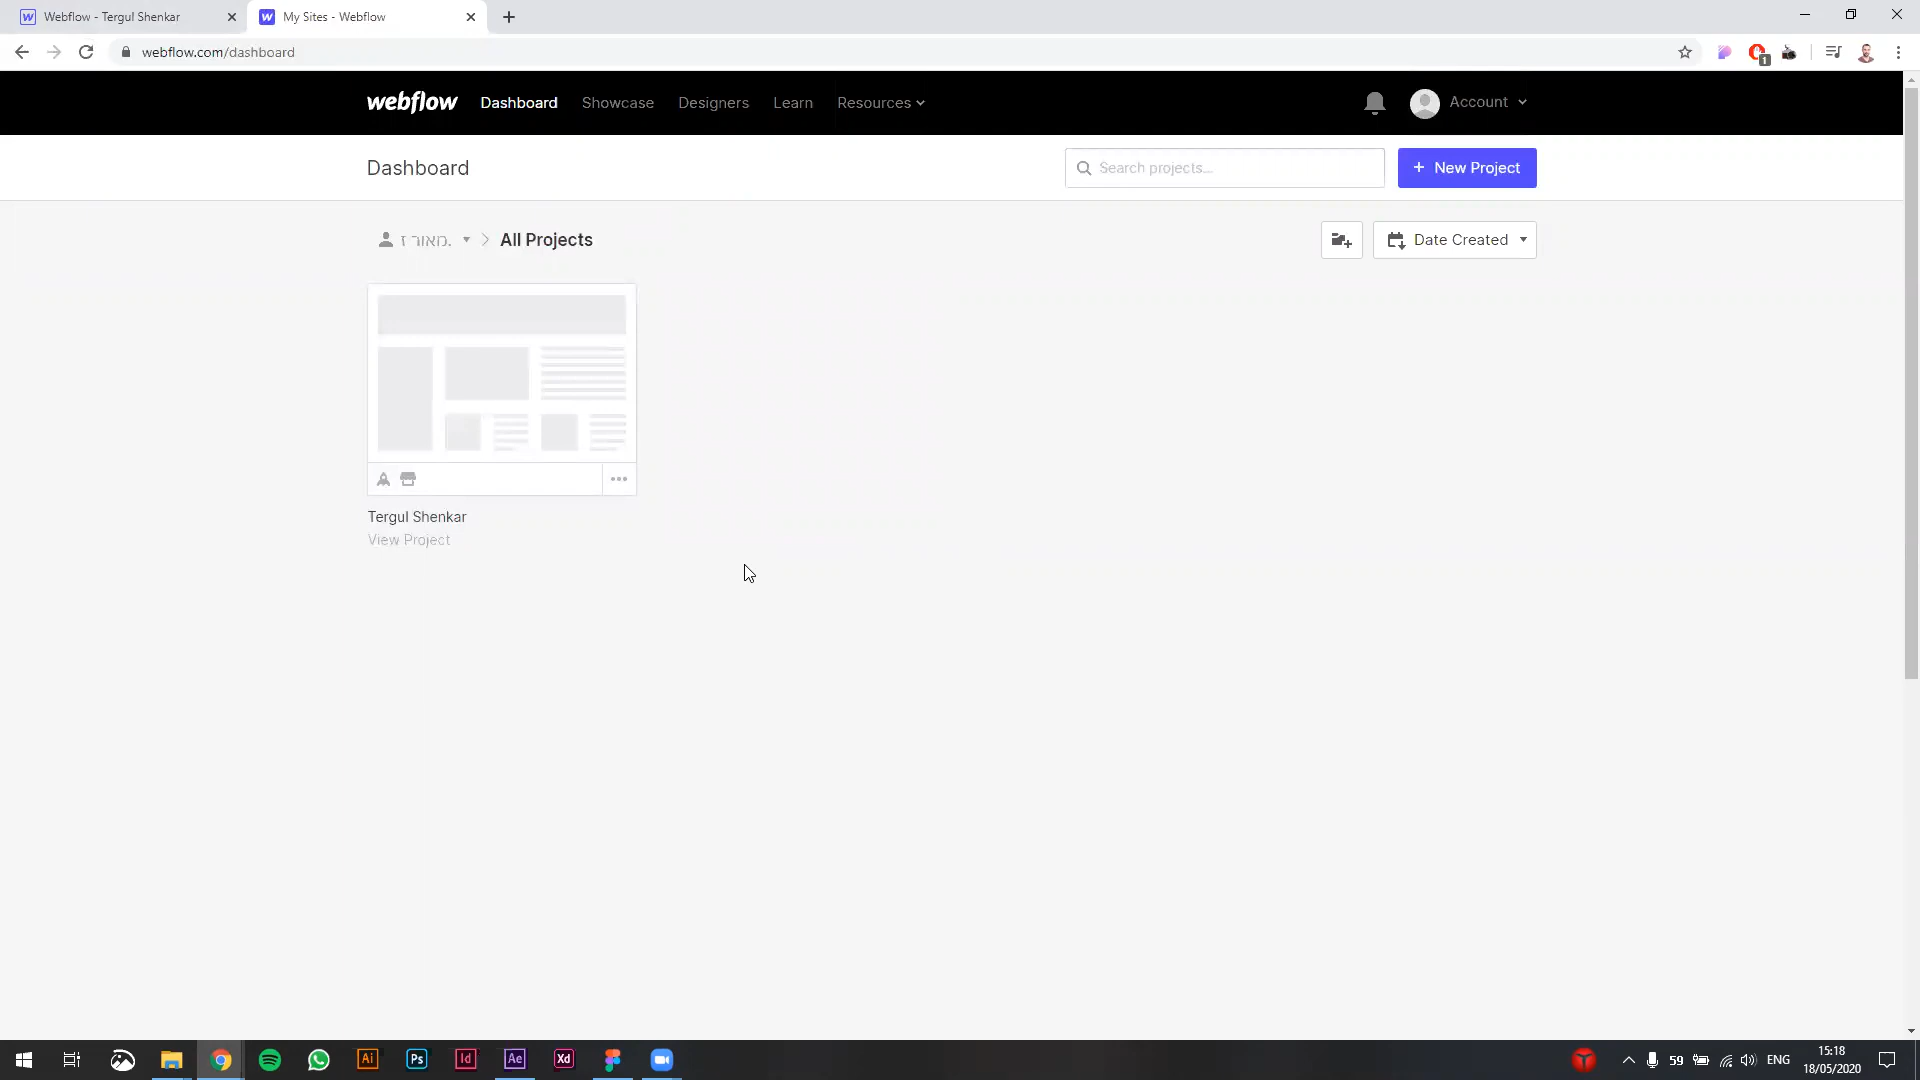 Webflow - Tergul Shenkar
My Sites - Webflow
webflow.com/dashboard
1
webflow
Dashboard
Showcase
Designers
Learn
Resources
Account
Dashboard
Search projects...
+ New Project
מאור ז.
All Projects
Date Created
Tergul Shenkar
View Project
Ai
Ps
Id
Ae
Xd
59
ENG
15:18
18/05/2020